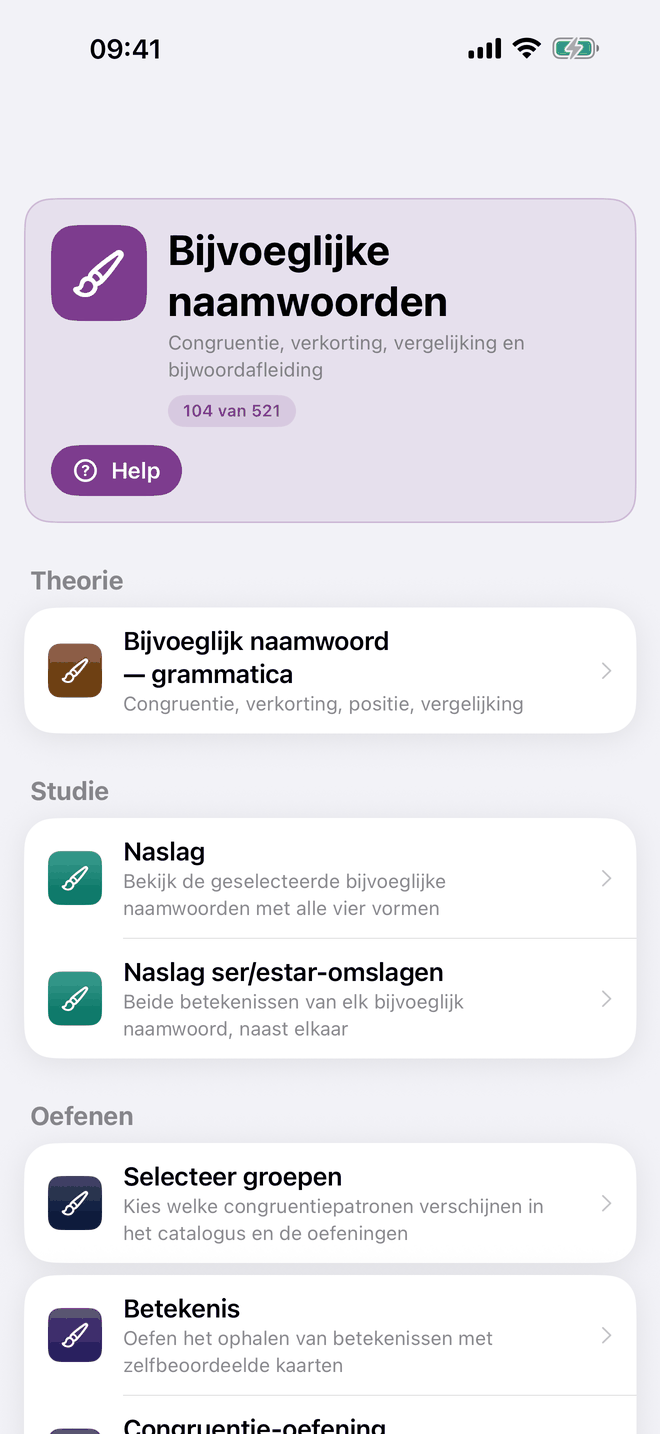 09:41
Bijvoeglijke
naamwoorden
Congruentie, verkorting, vergelijking en
bijwoordafleiding
104 van 521
Help
Theorie
Bijvoeglijk naamwoord
— grammatica
Congruentie, verkorting, positie, vergelijking
Studie
Naslag
Bekijk de geselecteerde bijvoeglijke
naamwoorden met alle vier vormen
Naslag ser/estar-omslagen
Beide betekenissen van elk bijvoeglijk
naamwoord, naast elkaar
Oefenen
Selecteer groepen
Kies welke congruentiepatronen verschijnen in
het catalogus en de oefeningen
Betekenis
Oefen het ophalen van betekenissen met
zelfbeoordeelde kaarten
Congruentie-oefening